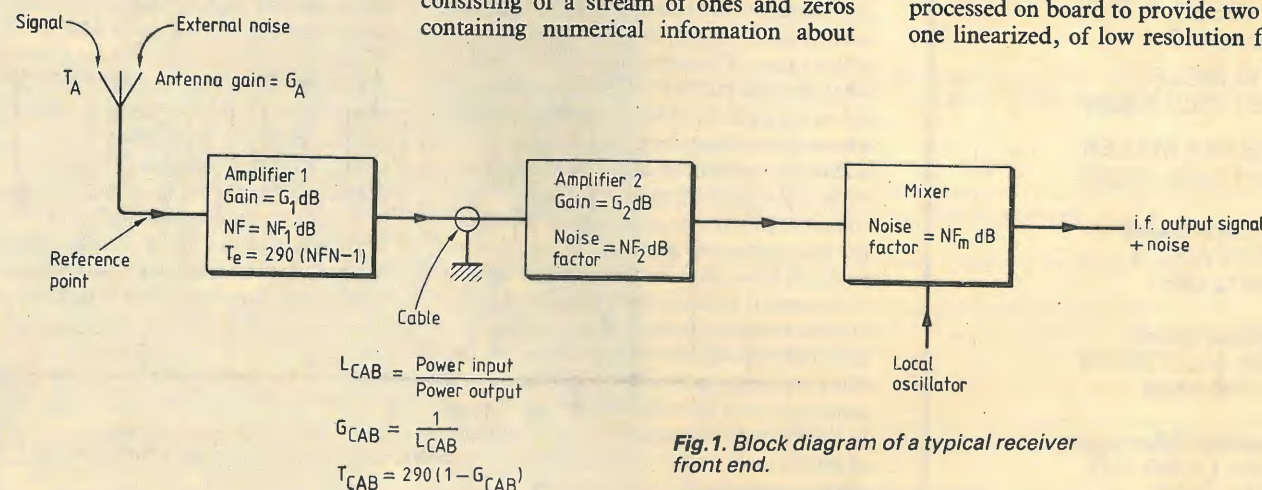 consisting of a stream of ones and zeros
containing numerical information about
processed on board to provide two
one linearized, of low resolution f
Signal
External noise
T_A
Antenna gain = G_A
Reference
point
Amplifier 1
Gain = G_1 dB
NF = NF_1 dB
T_e = 290 (NFN−1)
Cable
L_CAB = Power input
Power output
G_CAB = 1
L_CAB
T_CAB = 290 (1−G_CAB)
Amplifier 2
Gain = G_2 dB
Noise
factor = NF_2 dB
Mixer
Noise
factor = NF_m dB
Local
oscillator
i.f. output signal
+ noise
Fig. 1. Block diagram of a typical receiver
front end.